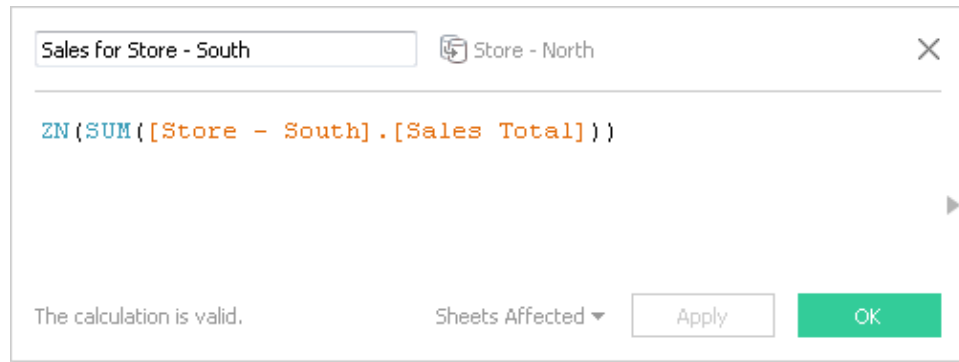 Sales for Store - South
Store - North
ZN(SUM([Store - South].[Sales Total]))
The calculation is valid.
Sheets Affected
Apply
OK